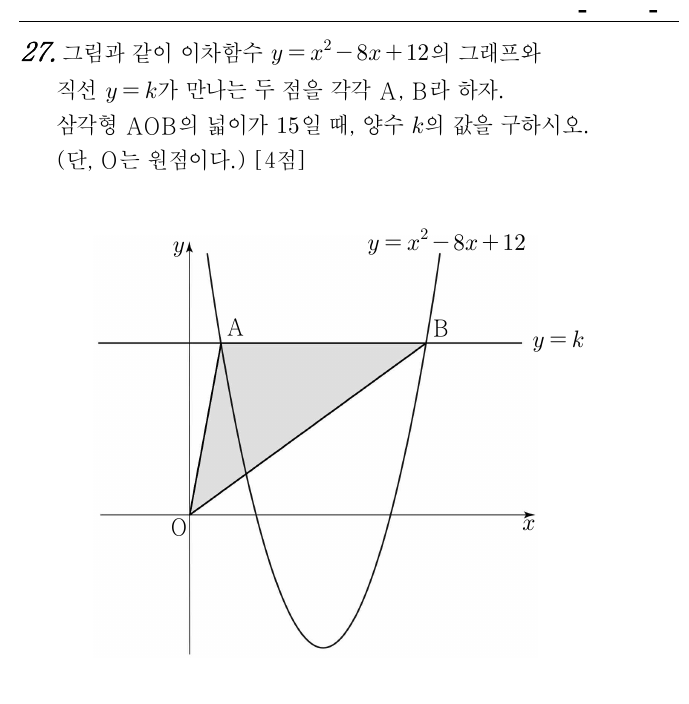 27. 그림과 같이 이차함수 y = x² − 8x + 12의 그래프와
직선 y = k가 만나는 두 점을 각각 A, B라 하자.
삼각형 AOB의 넓이가 15일 때, 양수 k의 값을 구하시오.
(단, O는 원점이다.) [4점]
y
y = x² − 8x + 12
A
B
y = k
O
x